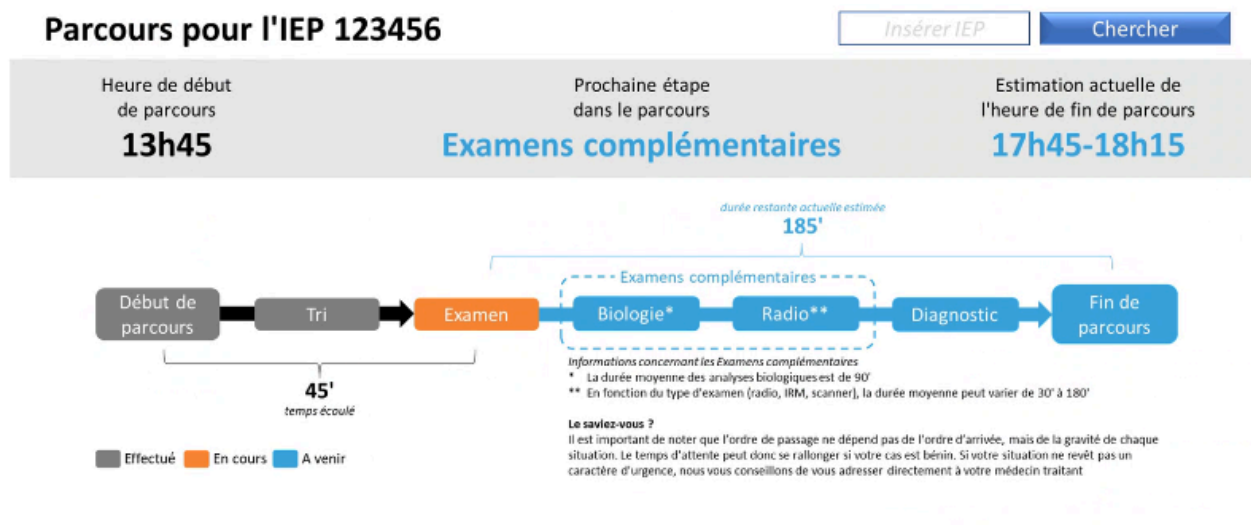 Parcours pour l'IEP 123456
Insérer IEP
Chercher
Heure de début
de parcours
13h45
Prochaine étape
dans le parcours
Examens complémentaires
Estimation actuelle de
l'heure de fin de parcours
17h45-18h15
durée restante actuelle estimée
185'
Examens complémentaires
Début de
parcours
Tri
Examen
Biologie*
Radio**
Diagnostic
Fin de
parcours
45'
temps écoulé
Informations concernant les Examens complémentaires
* La durée moyenne des analyses biologiques est de 90'
** En fonction du type d'examen (radio, IRM, scanner), la durée moyenne peut varier de 30' à 180'
Le saviez-vous ?
Il est important de noter que l'ordre de passage ne dépend pas de l'ordre d'arrivée, mais de la gravité de chaque
situation. Le temps d'attente peut donc se rallonger si votre cas est bénin. Si votre situation ne revêt pas un
caractère d'urgence, nous vous conseillons de vous adresser directement à votre médecin traitant
Effectué
En cours
A venir